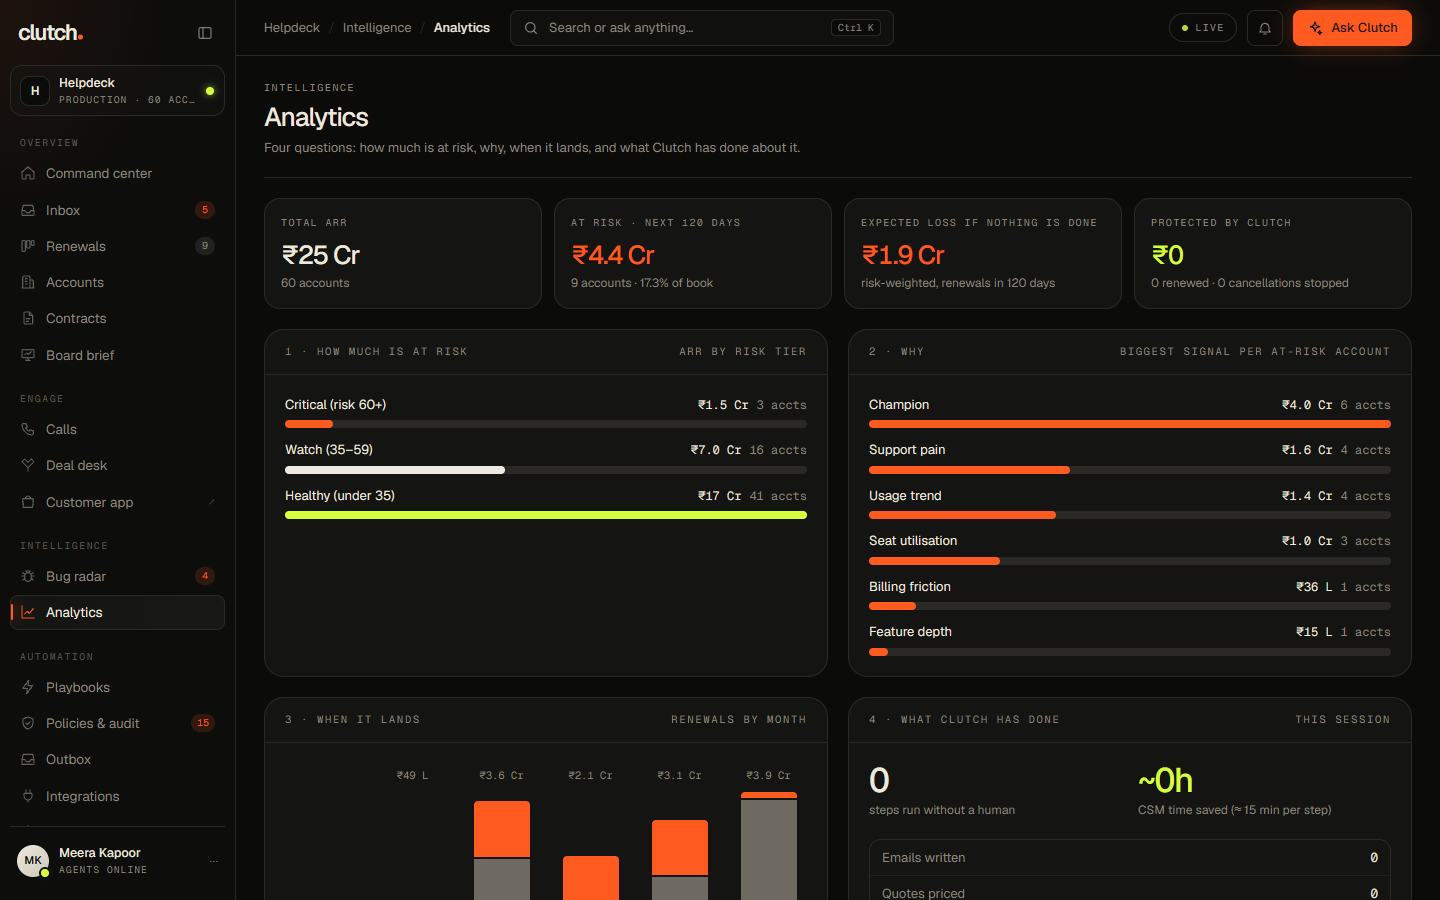 clutch.
Helpdeck / Intelligence / Analytics
Search or ask anything...
Ctrl K
LIVE
Ask Clutch
H
Helpdeck
PRODUCTION · 60 ACC…
OVERVIEW
Command center
Inbox 5
Renewals 9
Accounts
Contracts
Board brief
ENGAGE
Calls
Deal desk
Customer app ↗
INTELLIGENCE
Bug radar 4
Analytics
AUTOMATION
Playbooks
Policies & audit 15
Outbox
Integrations
MK
Meera Kapoor
AGENTS ONLINE
...
INTELLIGENCE
Analytics
Four questions: how much is at risk, why, when it lands, and what Clutch has done about it.
TOTAL ARR
₹25 Cr
60 accounts
AT RISK · NEXT 120 DAYS
₹4.4 Cr
9 accounts · 17.3% of book
EXPECTED LOSS IF NOTHING IS DONE
₹1.9 Cr
risk-weighted, renewals in 120 days
PROTECTED BY CLUTCH
₹0
0 renewed · 0 cancellations stopped
1 · HOW MUCH IS AT RISK
ARR BY RISK TIER
Critical (risk 60+) ₹1.5 Cr 3 accts
Watch (35–59) ₹7.0 Cr 16 accts
Healthy (under 35) ₹17 Cr 41 accts
2 · WHY
BIGGEST SIGNAL PER AT-RISK ACCOUNT
Champion ₹4.0 Cr 6 accts
Support pain ₹1.6 Cr 4 accts
Usage trend ₹1.4 Cr 4 accts
Seat utilisation ₹1.0 Cr 3 accts
Billing friction ₹36 L 1 accts
Feature depth ₹15 L 1 accts
3 · WHEN IT LANDS
RENEWALS BY MONTH
₹49 L ₹3.6 Cr ₹2.1 Cr ₹3.1 Cr ₹3.9 Cr
4 · WHAT CLUTCH HAS DONE
THIS SESSION
0
steps run without a human
~0h
CSM time saved (≈ 15 min per step)
Emails written 0
Quotes priced 0